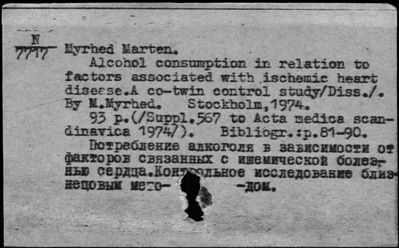 N
7717
Myrhed Marten.
Alcohol consumption in relation to
factors associated with ischemic heart
disease.A co-twin control study/Diss./.
By M.Myrhed. Stockholm,1974.
93 p.(/Suppl.567 to Acta medica scan-
dinavica 1974/). Bibliogr.:p.81-90.
Потребление алкоголя в зависимости от
факторов связанных с ишемической болез-
нью сердца.Контрольное исследование близ-
нецовым мето- -дом.